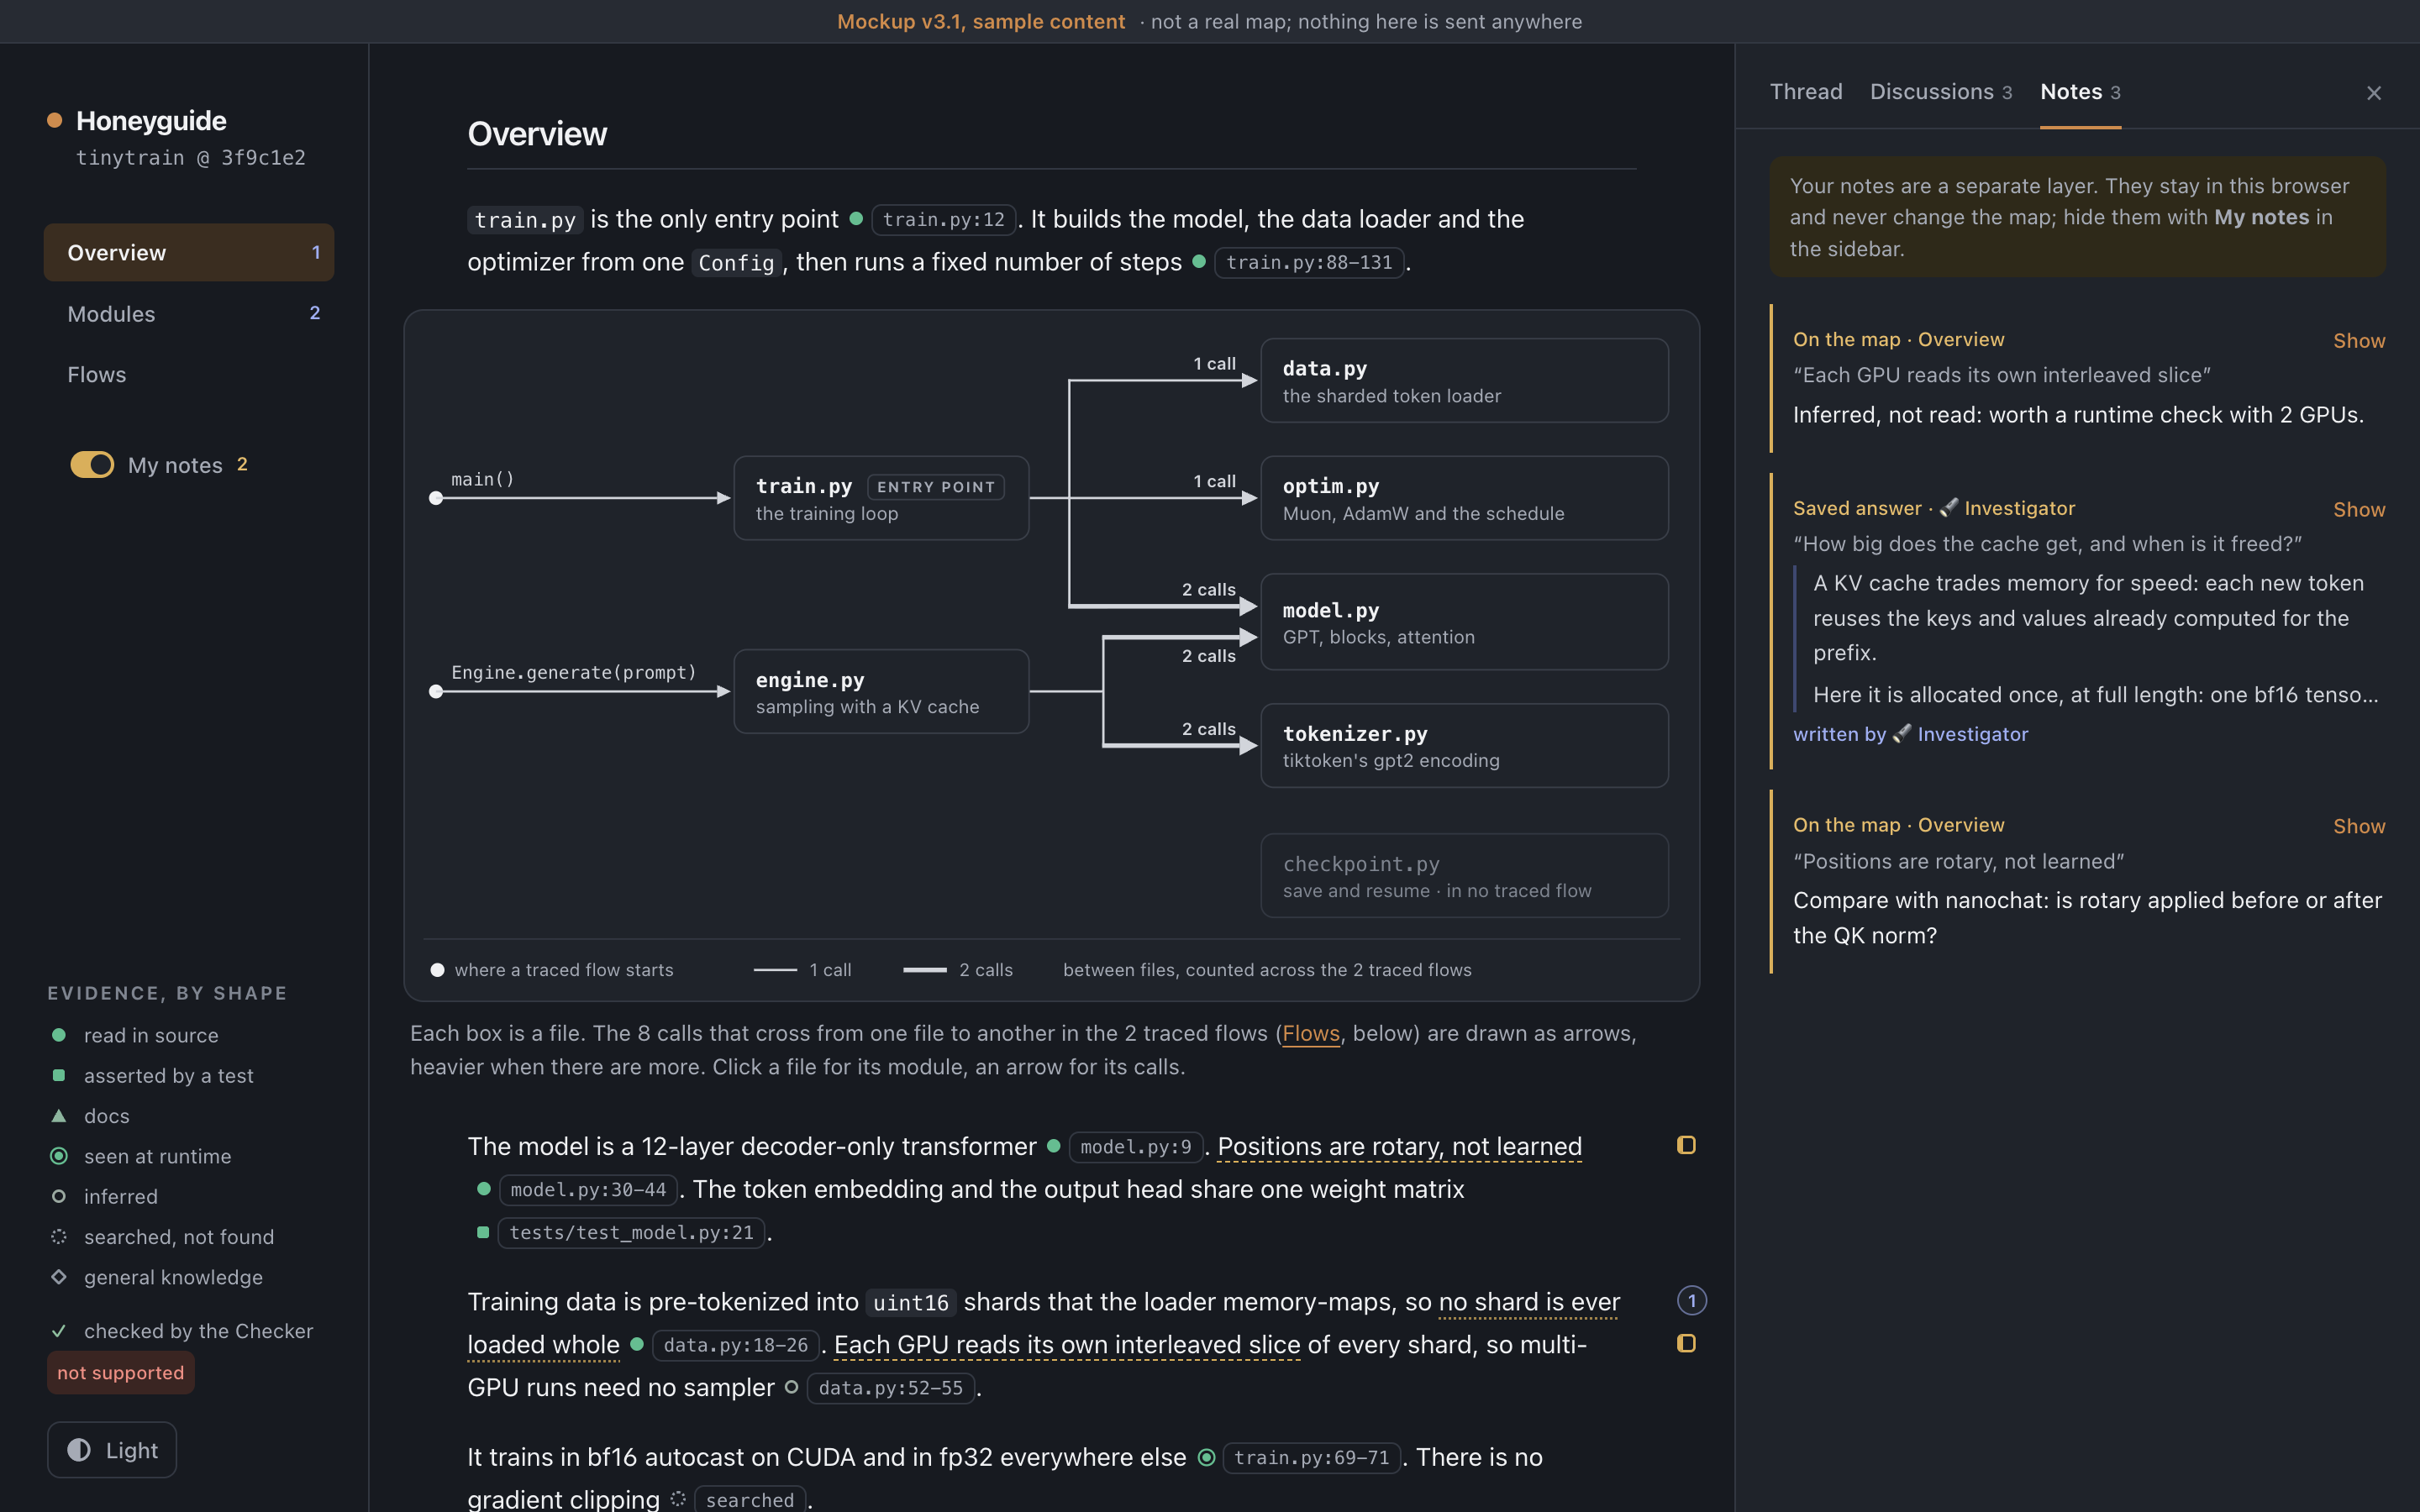 Mockup v3.1, sample content · not a real map; nothing here is sent anywhere
Honeyguide
tinytrain @ 3f9c1e2
Overview 1
Modules 2
Flows
My notes 2
EVIDENCE, BY SHAPE
read in source
asserted by a test
docs
seen at runtime
inferred
searched, not found
general knowledge
checked by the Checker
not supported
Light
Overview
train.py is the only entry point train.py:12. It builds the model, the data loader and the
optimizer from one Config, then runs a fixed number of steps train.py:88–131.
main()
train.py ENTRY POINT
the training loop
Engine.generate(prompt)
engine.py
sampling with a KV cache
1 call
data.py
the sharded token loader
1 call
optim.py
Muon, AdamW and the schedule
2 calls
model.py
GPT, blocks, attention
2 calls
2 calls
tokenizer.py
tiktoken's gpt2 encoding
checkpoint.py
save and resume · in no traced flow
where a traced flow starts 1 call 2 calls between files, counted across the 2 traced flows
Each box is a file. The 8 calls that cross from one file to another in the 2 traced flows (Flows, below) are drawn as arrows,
heavier when there are more. Click a file for its module, an arrow for its calls.
The model is a 12-layer decoder-only transformer model.py:9. Positions are rotary, not learned
model.py:30–44. The token embedding and the output head share one weight matrix
tests/test_model.py:21.
Training data is pre-tokenized into uint16 shards that the loader memory-maps, so no shard is ever 1
loaded whole data.py:18–26. Each GPU reads its own interleaved slice of every shard, so multi-
GPU runs need no sampler data.py:52–55.
It trains in bf16 autocast on CUDA and in fp32 everywhere else train.py:69–71. There is no
gradient clipping searched.
Thread Discussions 3 Notes 3 ×
Your notes are a separate layer. They stay in this browser
and never change the map; hide them with My notes in
the sidebar.
On the map · Overview Show
“Each GPU reads its own interleaved slice”
Inferred, not read: worth a runtime check with 2 GPUs.
Saved answer · Investigator Show
“How big does the cache get, and when is it freed?”
A KV cache trades memory for speed: each new token
reuses the keys and values already computed for the
prefix.
Here it is allocated once, at full length: one bf16 tenso...
written by Investigator
On the map · Overview Show
“Positions are rotary, not learned”
Compare with nanochat: is rotary applied before or after
the QK norm?